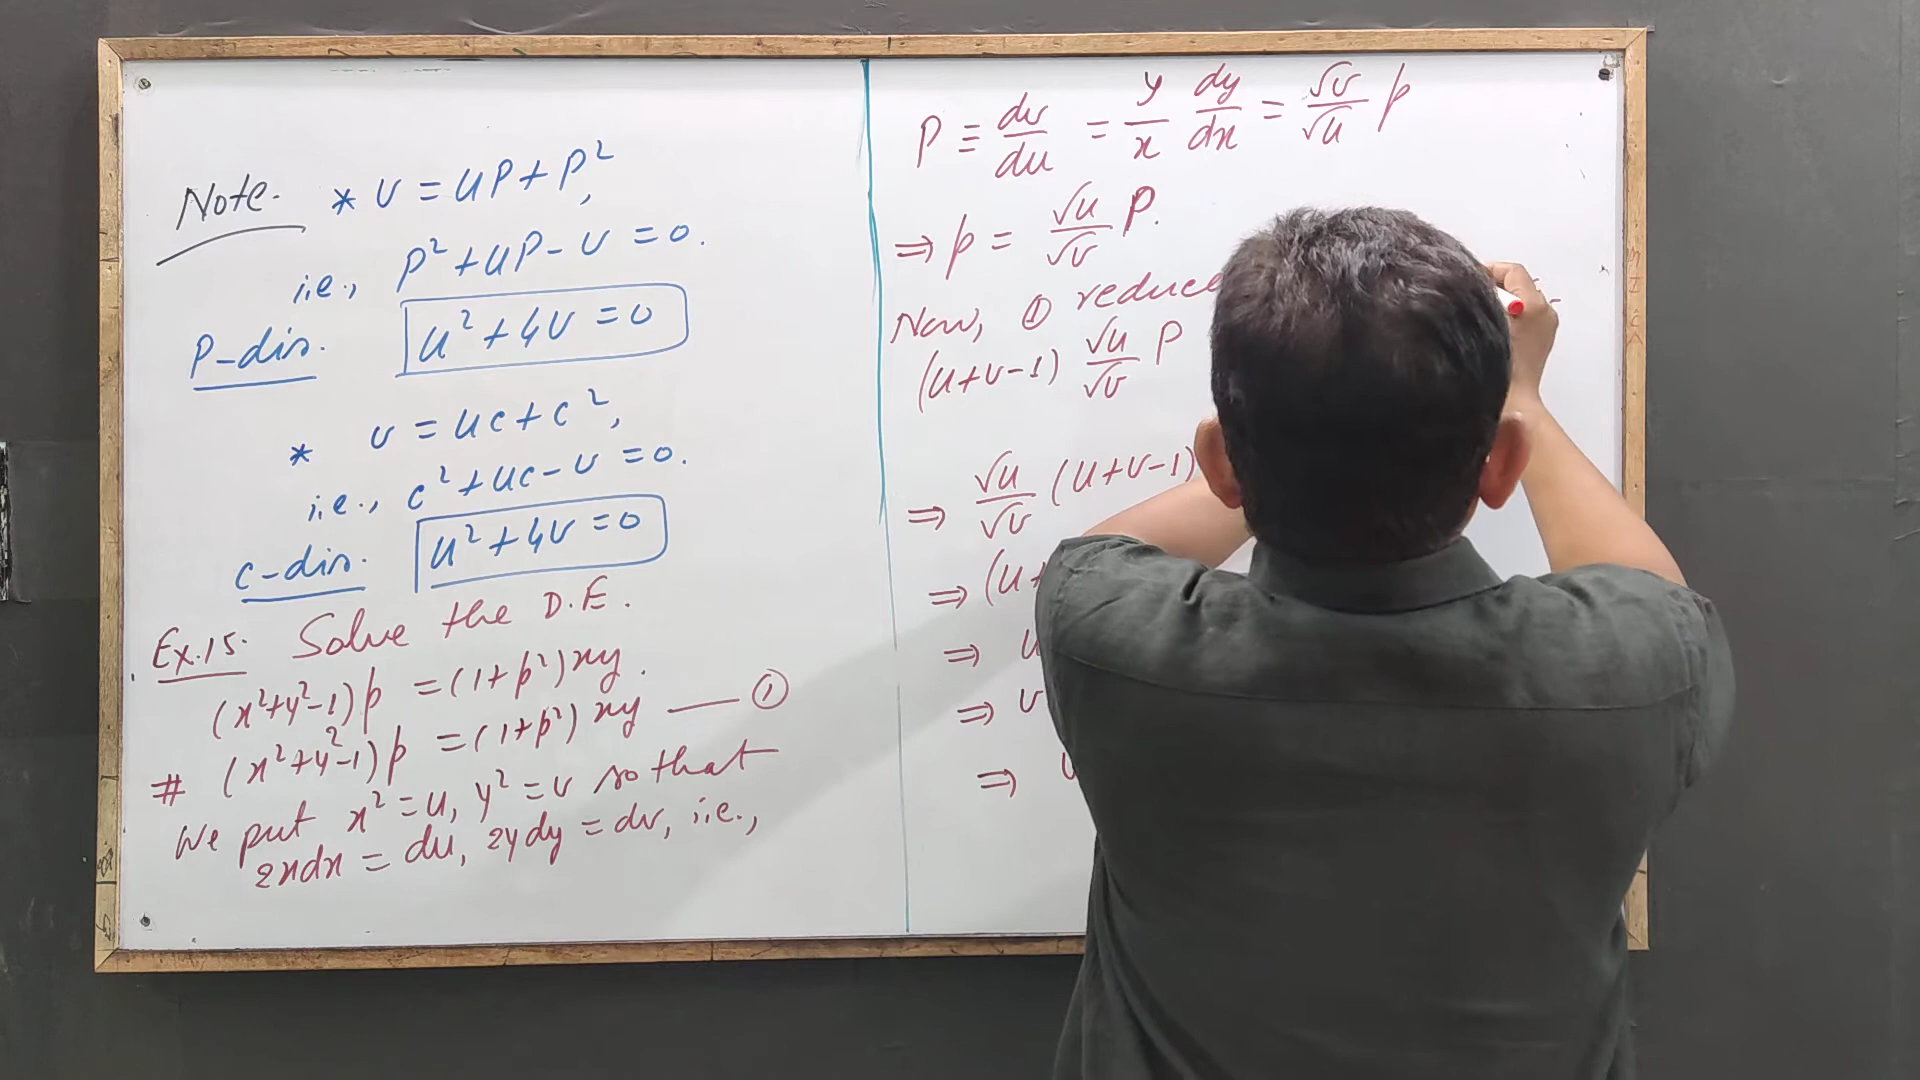 Note. * v = uP + P²,
i.e., P² + uP - v = 0.
P-dis. u² + 4v = 0
* v = uc + c²,
i.e., c² + uc - v = 0.
c-dis. u² + 4v = 0
Ex.15. Solve the D.E.
(x²+y²-1)p = (1+p²)xy.
# (x²+y²-1)p = (1+p²)xy —— ①
We put x² = u, y² = v so that
2xdx = du, 2ydy = dv, i.e.,
P ≡ dv/du = y/x dy/dx = √v/√u p
⇒ p = √u/√v P.
Now, ① reduce
(u+v-1) √u/√v P
⇒ √u/√v (u+v-1)
⇒ (u+
⇒ u
⇒ v
⇒